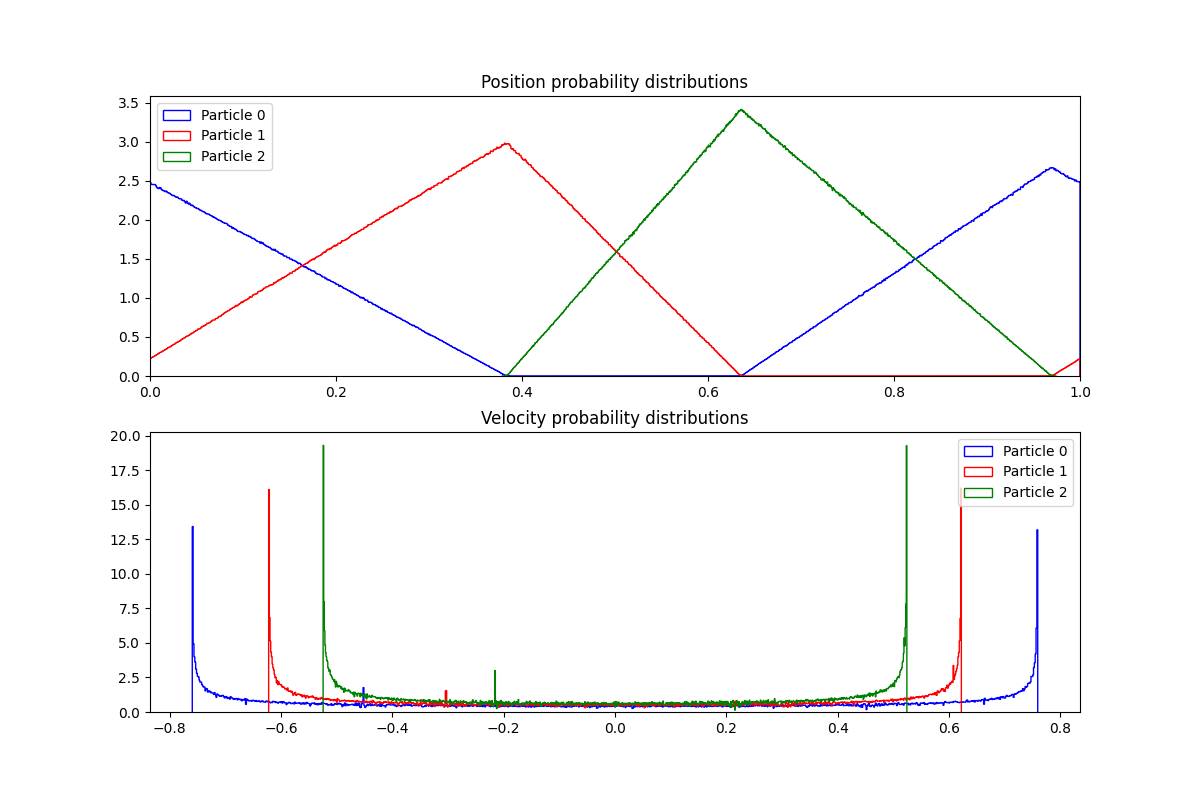 Position probability distributions
3.5
3.0
2.5
2.0
1.5
1.0
0.5
0.0
Particle 0
Particle 1
Particle 2
0.0 0.2 0.4 0.6 0.8 1.0
Velocity probability distributions
20.0
17.5
15.0
12.5
10.0
7.5
5.0
2.5
0.0
Particle 0
Particle 1
Particle 2
−0.8 −0.6 −0.4 −0.2 0.0 0.2 0.4 0.6 0.8